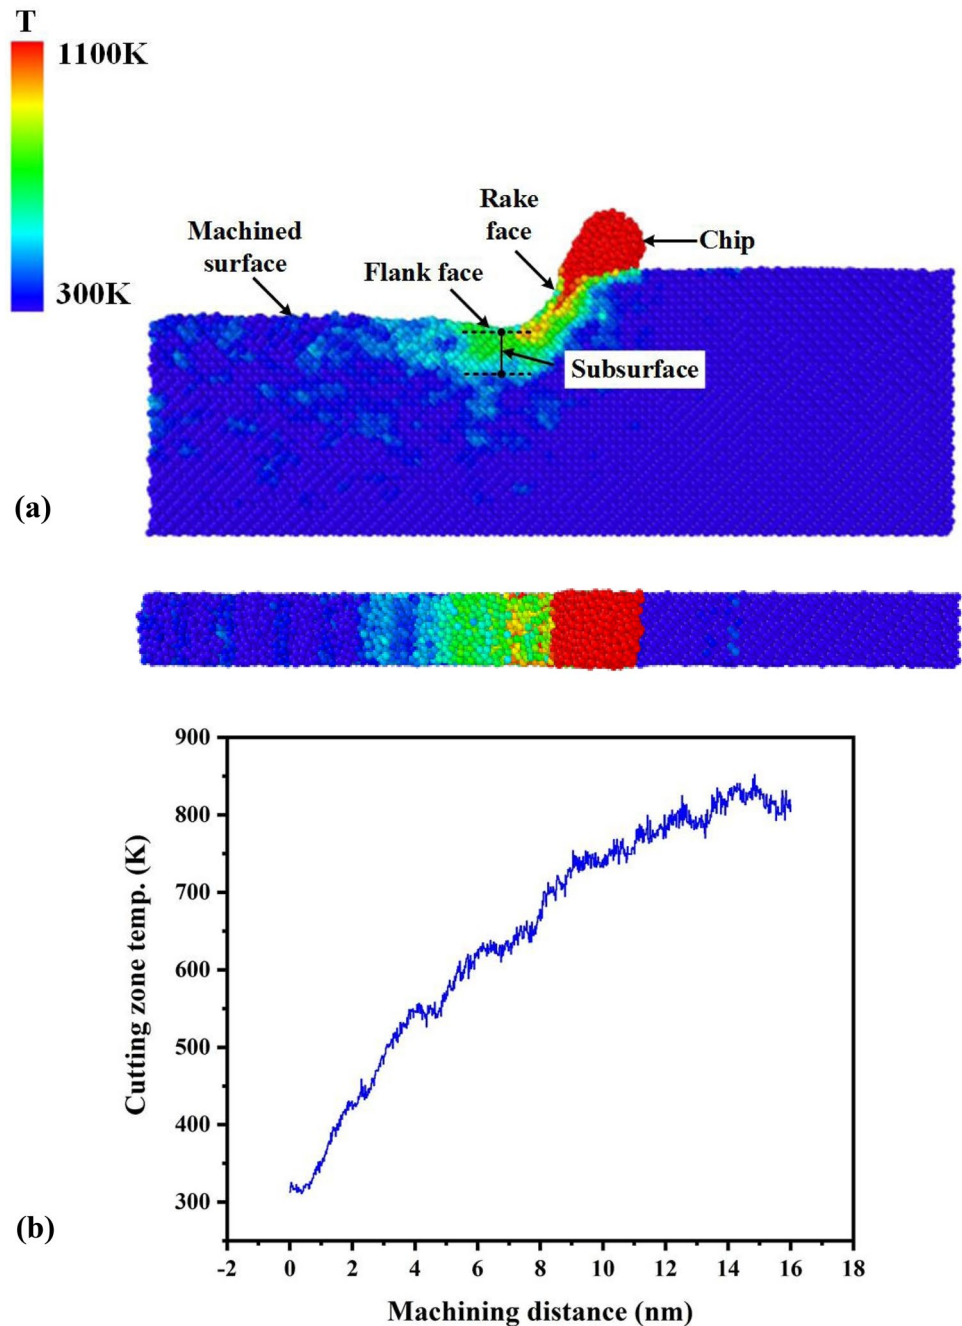 T
1100K
300K
Machined
surface
Flank face
Rake
face
Chip
Subsurface
(a)
900
800
700
600
500
400
300
Cutting zone temp. (K)
(b)
-2 0 2 4 6 8 10 12 14 16 18
Machining distance (nm)